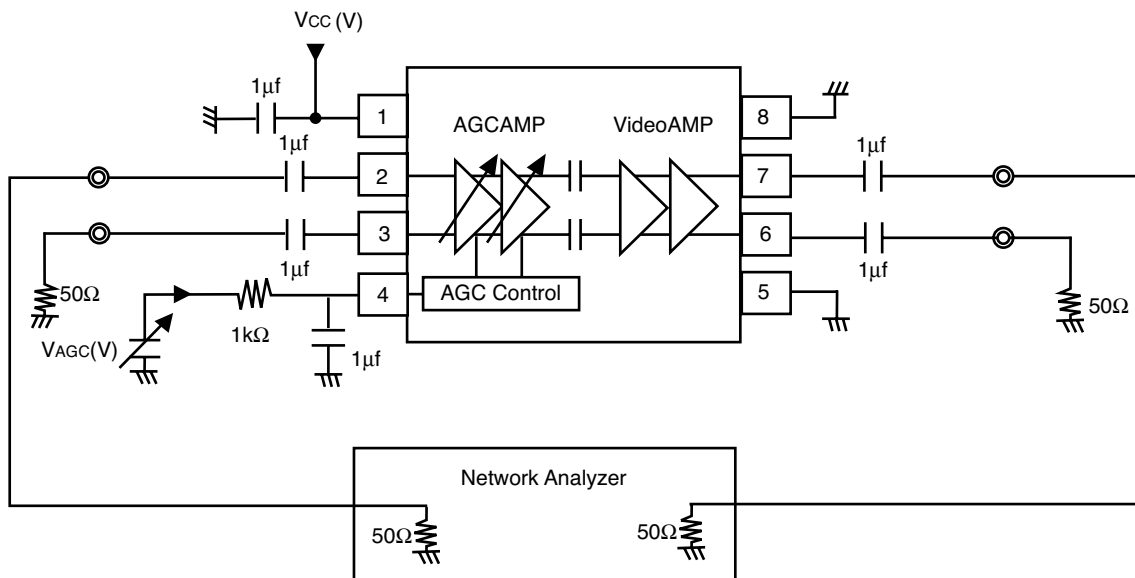 VCC (V)
1µf
1
8
AGCAMP
VideoAMP
1µf
1µf
2
7
3
6
1µf
1µf
50Ω
4
AGC Control
5
50Ω
1kΩ
VAGC(V)
1µf
Network Analyzer
50Ω
50Ω